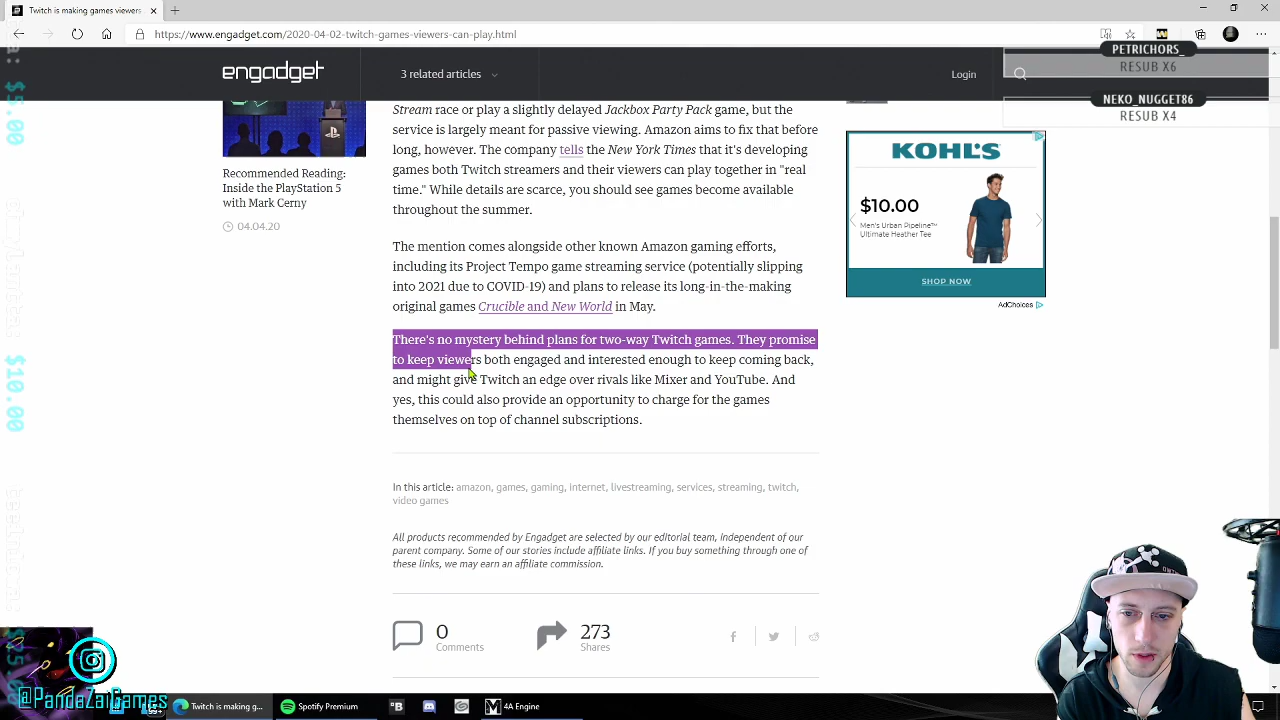 Twitch is making video games vie
https://www.engadget.com/2020-04-02-twitch-games-viewers-can-play.html
engadget
3 related articles
Login
PETRICHORS_
RESUB X6
NEKO_NUGGET86
RESUB X4
$5.00
$10.00
Recommended Reading:
Inside the PlayStation 5
with Mark Cerny
04.04.20
Stream race or play a slightly delayed Jackbox Party Pack game, but the
service is largely meant for passive viewing. Amazon aims to fix that before
long, however. The company tells the New York Times that it's developing
games both Twitch streamers and their viewers can play together in "real
time." While details are scarce, you should see games become available
throughout the summer.
The mention comes alongside other known Amazon gaming efforts,
including its Project Tempo game streaming service (potentially slipping
into 2021 due to COVID-19) and plans to release its long-in-the-making
original games Crucible and New World in May.
There's no mystery behind plans for two-way Twitch games. They promise
to keep viewers both engaged and interested enough to keep coming back,
and might give Twitch an edge over rivals like Mixer and YouTube. And
yes, this could also provide an opportunity to charge for the games
themselves on top of channel subscriptions.
KOHL'S
$10.00
Men's Urban Pipeline™
Ultimate Heather Tee
SHOP NOW
AdChoices
In this article: amazon, games, gaming, internet, livestreaming, services, streaming, twitch,
video games
All products recommended by Engadget are selected by our editorial team, independent of our
parent company. Some of our stories include affiliate links. If you buy something through one of
these links, we may earn an affiliate commission.
0
Comments
273
Shares
@PandaZaiGames
Twitch is making g...
Spotify Premium
4A Engine